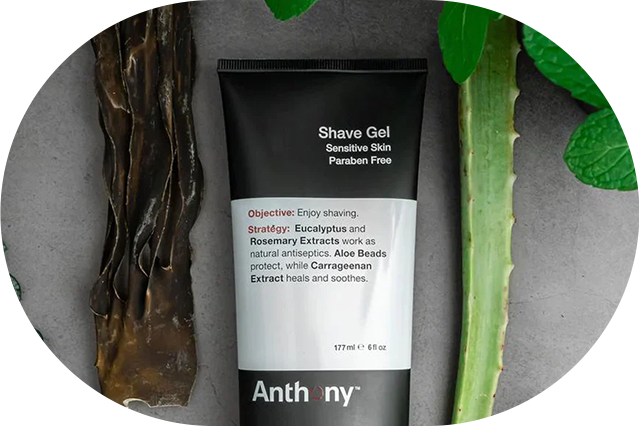 Shave Gel
Sensitive Skin
Paraben Free
Objective: Enjoy shaving.
Strategy: Eucalyptus and
Rosemary Extracts work as
natural antiseptics. Aloe Beads
protect, while Carrageenan
Extract heals and soothes.
177 ml ℮ 6 fl oz
Anthony™